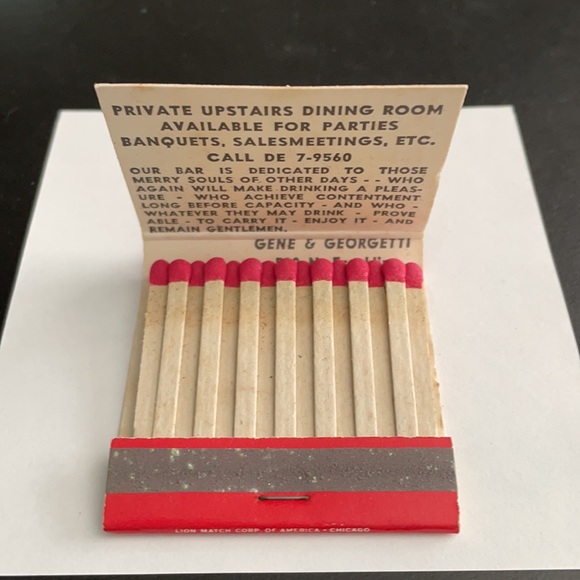 PRIVATE UPSTAIRS DINING ROOM
AVAILABLE FOR PARTIES
BANQUETS, SALESMEETINGS, ETC.
CALL DE 7-9560
OUR BAR IS DEDICATED TO THOSE
MERRY SOULS OF OTHER DAYS - - WHO
AGAIN WILL MAKE DRINKING A PLEAS-
URE - WHO ACHIEVE CONTENTMENT
LONG BEFORE CAPACITY - AND WHO -
WHATEVER THEY MAY DRINK - PROVE
ABLE - TO CARRY IT - ENJOY IT - AND
REMAIN GENTLEMEN.
GENE & GEORGETTI
LION MATCH CORP. OF AMERICA - CHICAGO